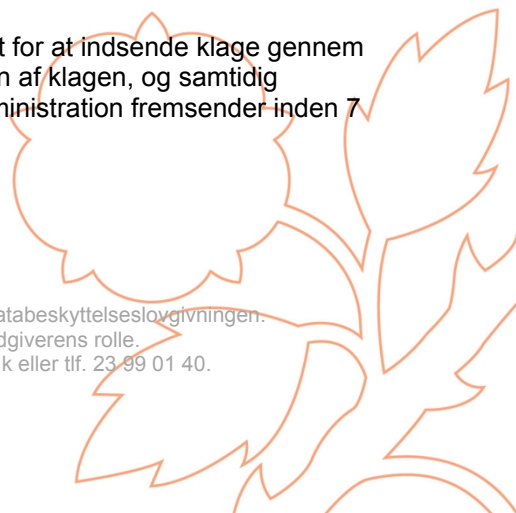 t for at indsende klage gennem
n af klagen, og samtidig
ministration fremsender inden 7
atabeskyttelseslovgivningen.
dgiverens rolle.
k eller tlf. 23 99 01 40.